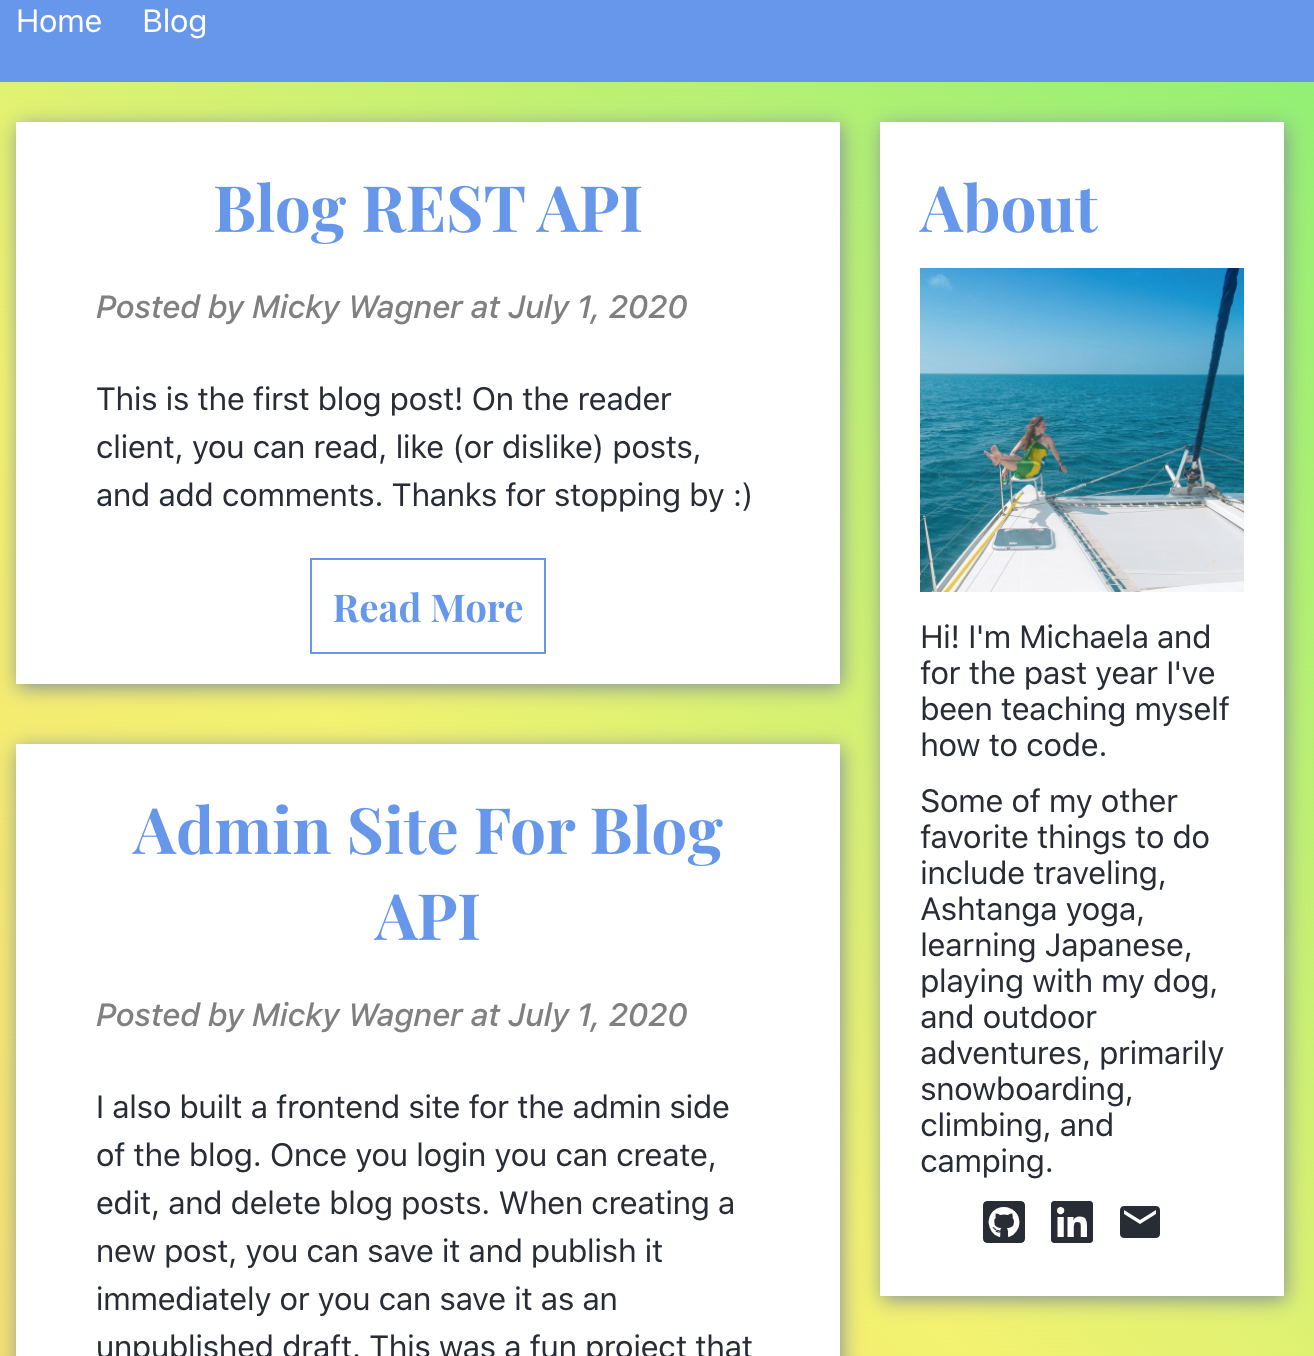 Home Blog
Blog REST API
Posted by Micky Wagner at July 1, 2020
This is the first blog post! On the reader
client, you can read, like (or dislike) posts,
and add comments. Thanks for stopping by :)
Read More
Admin Site For Blog
API
Posted by Micky Wagner at July 1, 2020
I also built a frontend site for the admin side
of the blog. Once you login you can create,
edit, and delete blog posts. When creating a
new post, you can save it and publish it
immediately or you can save it as an
unpublished draft. This was a fun project that
About
Hi! I'm Michaela and
for the past year I've
been teaching myself
how to code.
Some of my other
favorite things to do
include traveling,
Ashtanga yoga,
learning Japanese,
playing with my dog,
and outdoor
adventures, primarily
snowboarding,
climbing, and
camping.
in